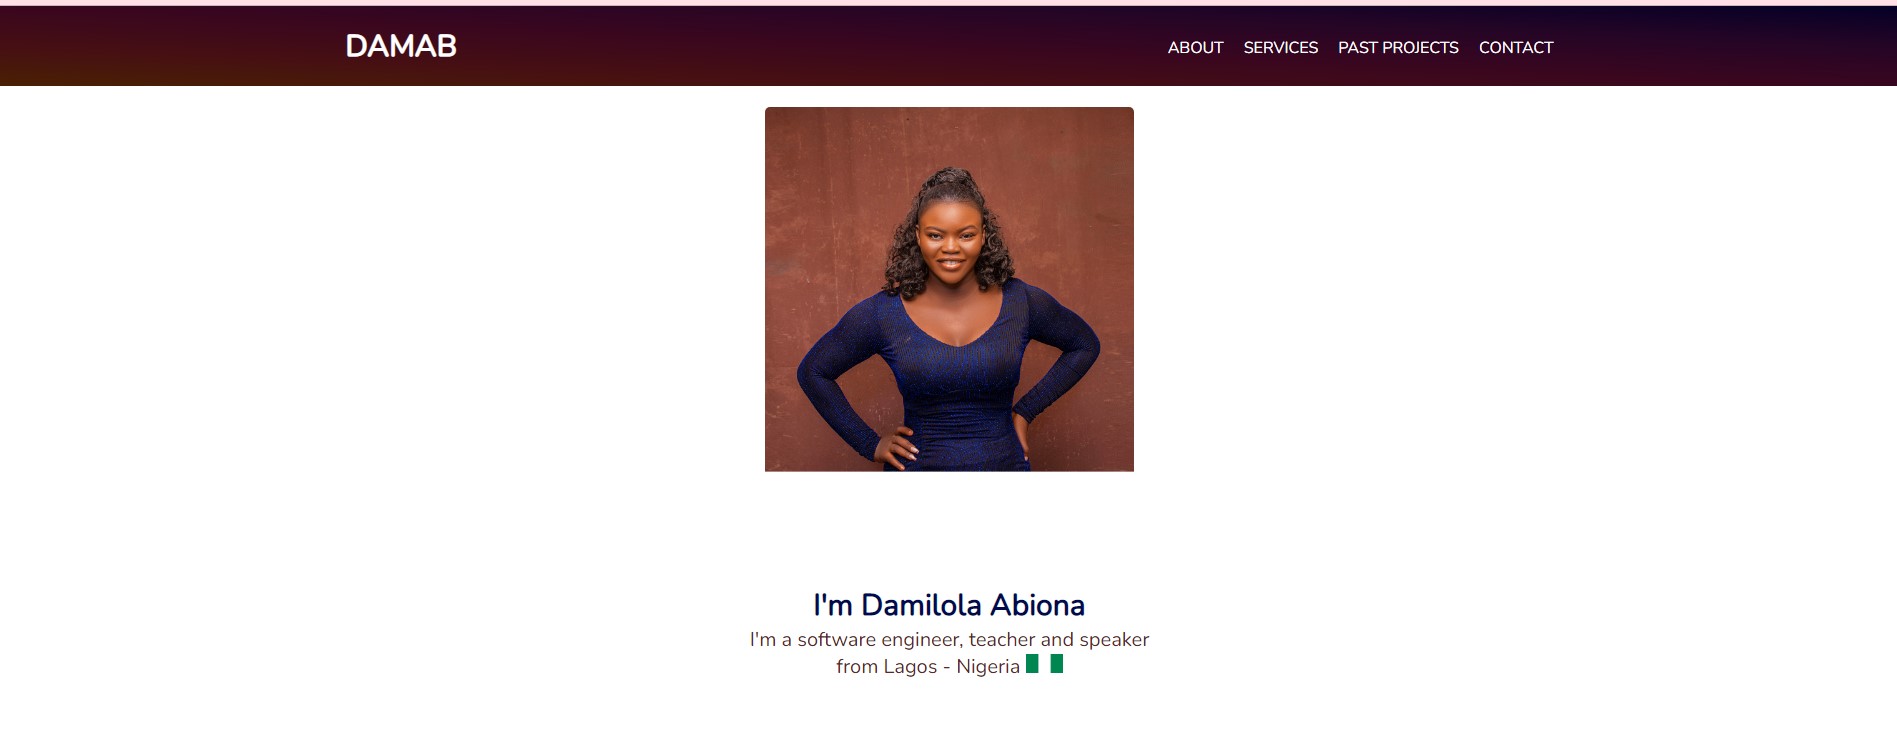 DAMAB
ABOUT SERVICES PAST PROJECTS CONTACT
I'm Damilola Abiona
I'm a software engineer, teacher and speaker
from Lagos - Nigeria